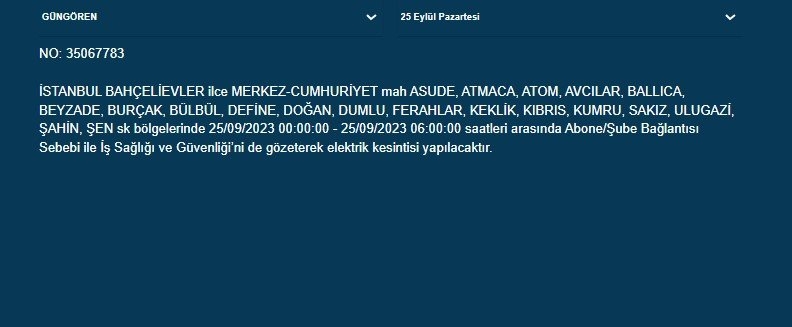 GÜNGÖREN
25 Eylül Pazartesi
NO: 35067783
İSTANBUL BAHÇELİEVLER ilce MERKEZ-CUMHURİYET mah ASUDE, ATMACA, ATOM, AVCILAR, BALLICA,
BEYZADE, BURÇAK, BÜLBÜL, DEFİNE, DOĞAN, DUMLU, FERAHLAR, KEKLİK, KIBRIS, KUMRU, SAKIZ, ULUGAZİ,
ŞAHİN, ŞEN sk bölgelerinde 25/09/2023 00:00:00 - 25/09/2023 06:00:00 saatleri arasında Abone/Şube Bağlantısı
Sebebi ile İş Sağlığı ve Güvenliği'ni de gözeterek elektrik kesintisi yapılacaktır.